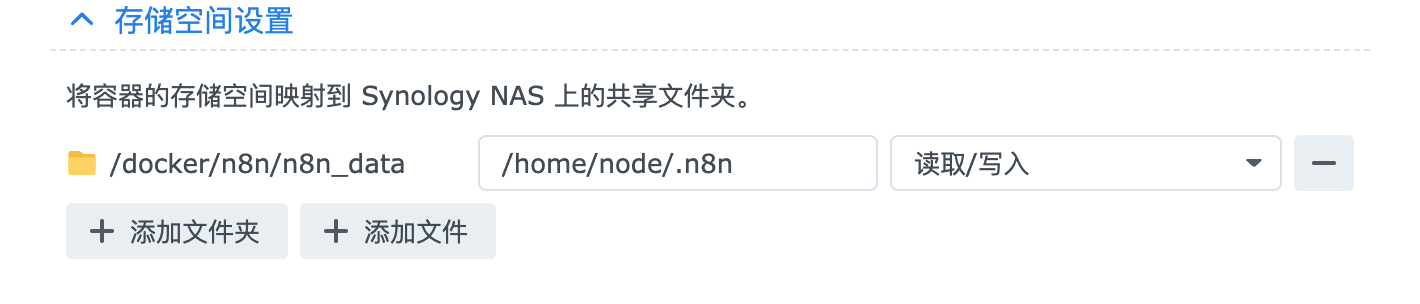 存储空间设置
将容器的存储空间映射到 Synology NAS 上的共享文件夹。
/docker/n8n/n8n_data /home/node/.n8n 读取/写入
添加文件夹 添加文件